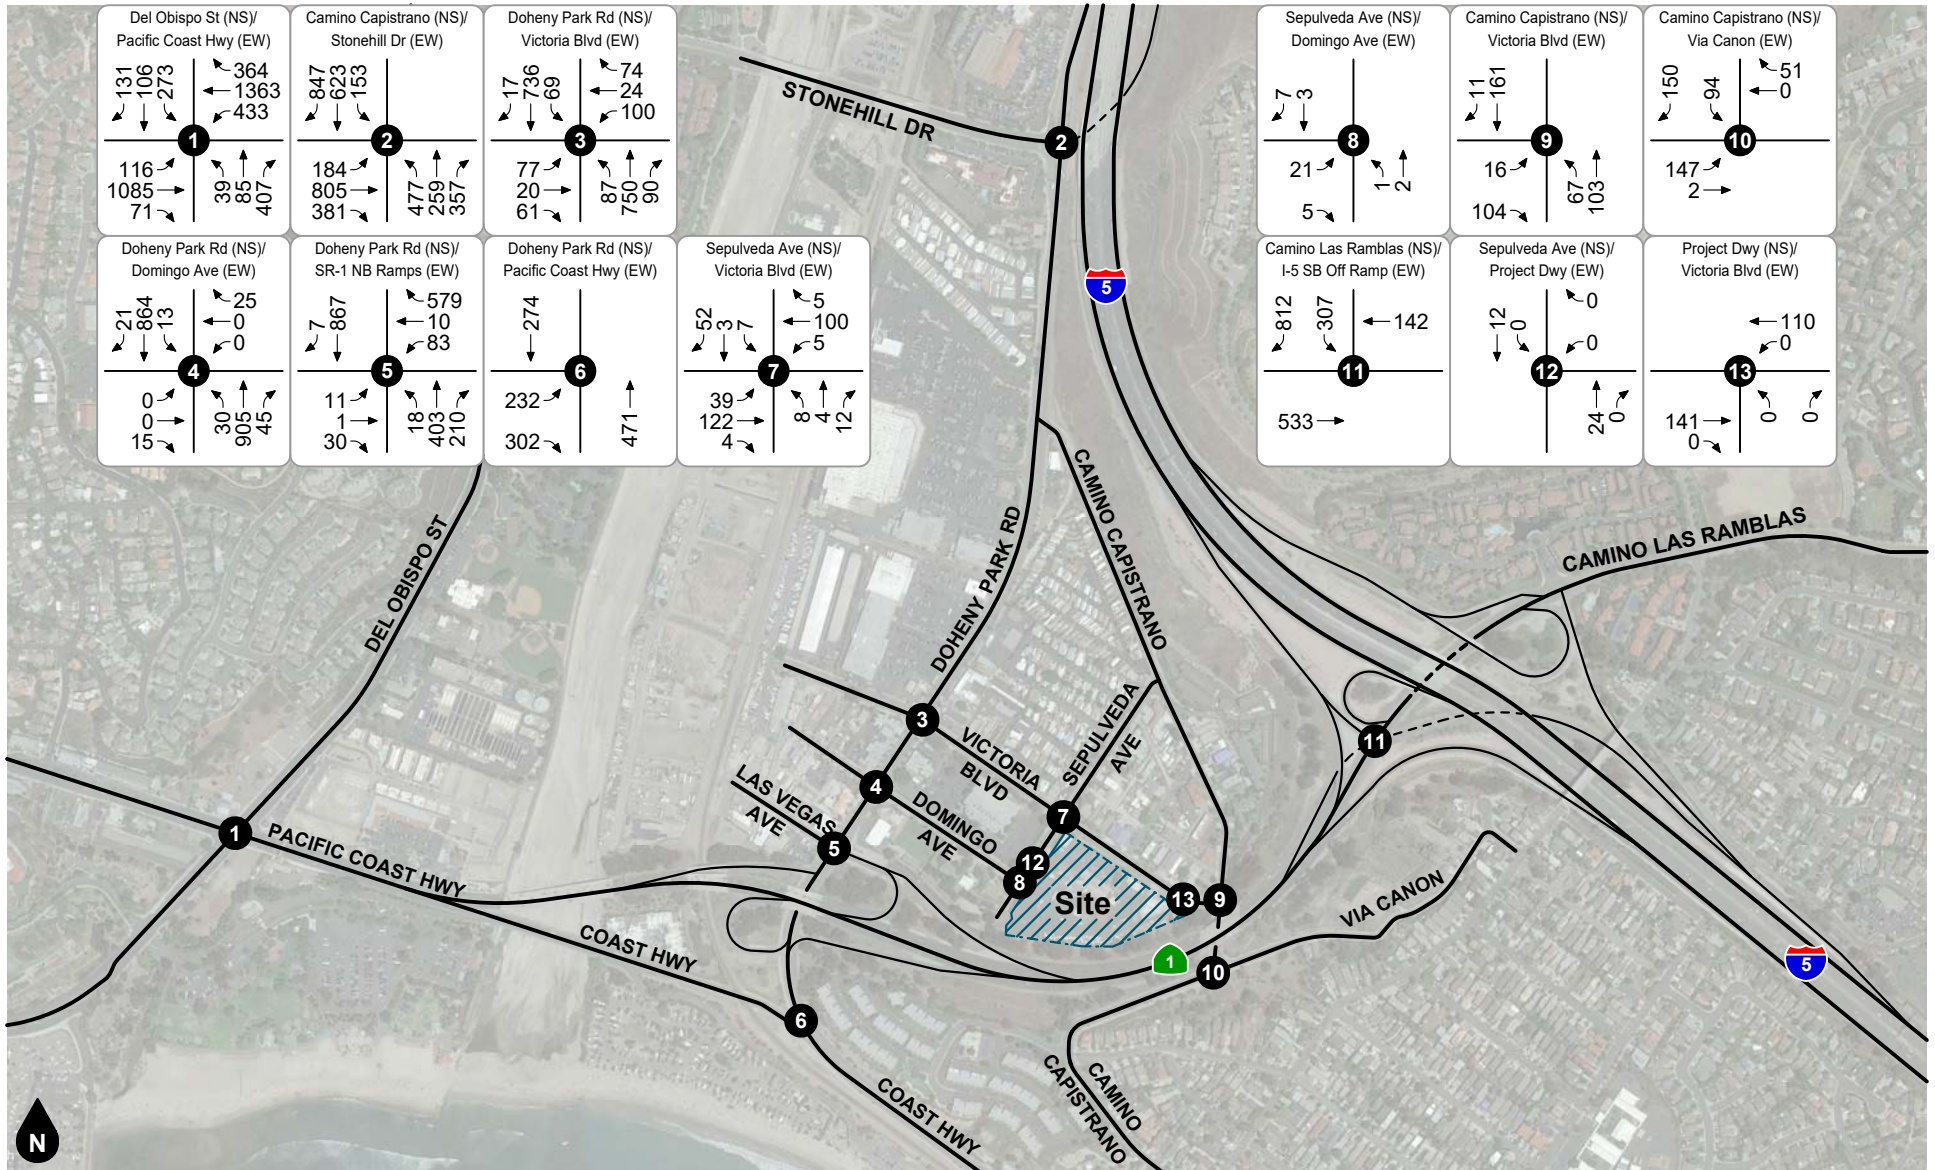 Del Obispo St (NS)/
Pacific Coast Hwy (EW)
131
106
273
364
1363
433
1
116
1085
71
39
85
407
Camino Capistrano (NS)/
Stonehill Dr (EW)
847
623
153
2
184
805
381
477
259
357
Doheny Park Rd (NS)/
Victoria Blvd (EW)
17
736
69
74
24
100
3
77
20
61
87
750
90
Doheny Park Rd (NS)/
Domingo Ave (EW)
21
864
13
25
0
0
4
0
0
15
30
905
45
Doheny Park Rd (NS)/
SR-1 NB Ramps (EW)
7
867
579
10
83
5
11
1
30
18
403
210
Doheny Park Rd (NS)/
Pacific Coast Hwy (EW)
274
6
232
302
471
Sepulveda Ave (NS)/
Victoria Blvd (EW)
52
3
7
5
100
5
7
39
122
4
8
4
12
Sepulveda Ave (NS)/
Domingo Ave (EW)
7
3
8
21
5
1
2
Camino Capistrano (NS)/
Victoria Blvd (EW)
11
161
9
16
104
67
103
Camino Capistrano (NS)/
Via Canon (EW)
150
94
51
0
10
147
2
Camino Las Ramblas (NS)/
I-5 SB Off Ramp (EW)
812
307
142
11
533
Sepulveda Ave (NS)/
Project Dwy (EW)
12
0
0
0
12
24
0
Project Dwy (NS)/
Victoria Blvd (EW)
110
0
13
141
0
0
0
STONEHILL DR
2
5
DEL OBISPO ST
DOHENY PARK RD
CAMINO CAPISTRANO
CAMINO LAS RAMBLAS
3
VICTORIA
BLVD
SEPULVEDA
AVE
11
4
LAS VEGAS
AVE
DOMINGO
AVE
7
1
PACIFIC COAST HWY
5
12
8
Site
13
9
VIA CANON
COAST HWY
1
10
5
6
COAST HWY
CAMINO
CAPISTRANO
N